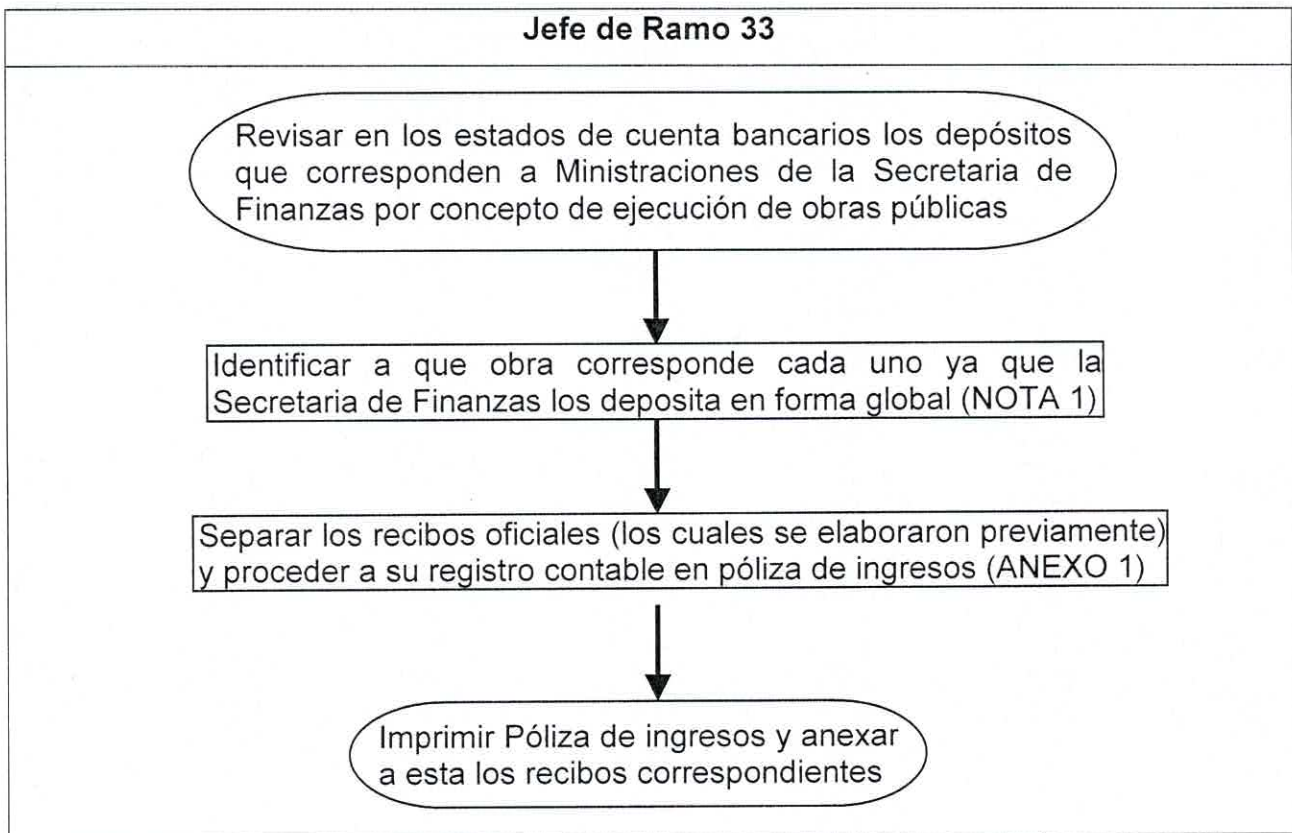 Jefe de Ramo 33
Revisar en los estados de cuenta bancarios los depósitos
que corresponden a Ministraciones de la Secretaria de
Finanzas por concepto de ejecución de obras públicas
Identificar a que obra corresponde cada uno ya que la
Secretaria de Finanzas los deposita en forma global (NOTA 1)
Separar los recibos oficiales (los cuales se elaboraron previamente)
y proceder a su registro contable en póliza de ingresos (ANEXO 1)
Imprimir Póliza de ingresos y anexar
a esta los recibos correspondientes